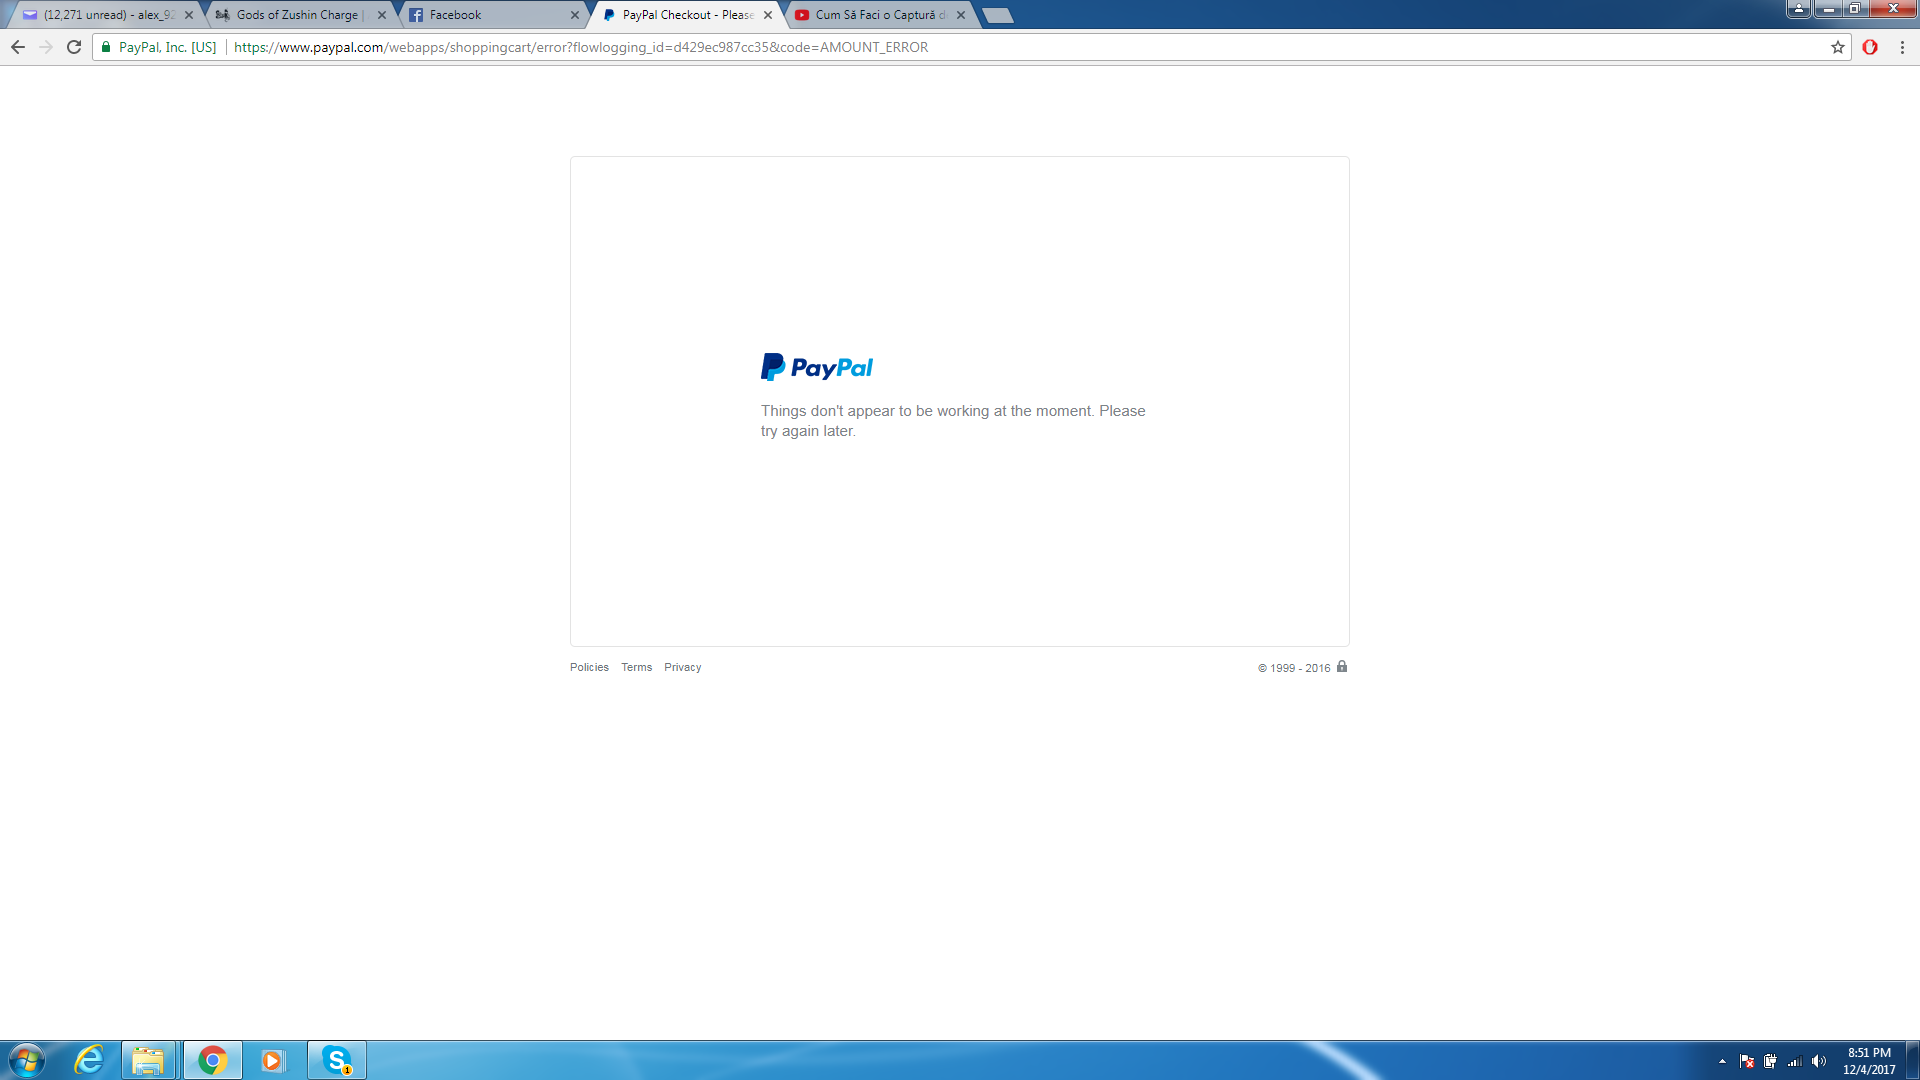 (12,271 unread) - alex_92
Gods of Zushin Charge |
Facebook
PayPal Checkout - Please
Cum Să Faci o Captură d
PayPal, Inc. [US]
https://www.paypal.com/webapps/shoppingcart/error?flowlogging_id=d429ec987cc35&code=AMOUNT_ERROR
PayPal
Things don't appear to be working at the moment. Please
try again later.
Policies Terms Privacy
© 1999 - 2016
8:51 PM
12/4/2017